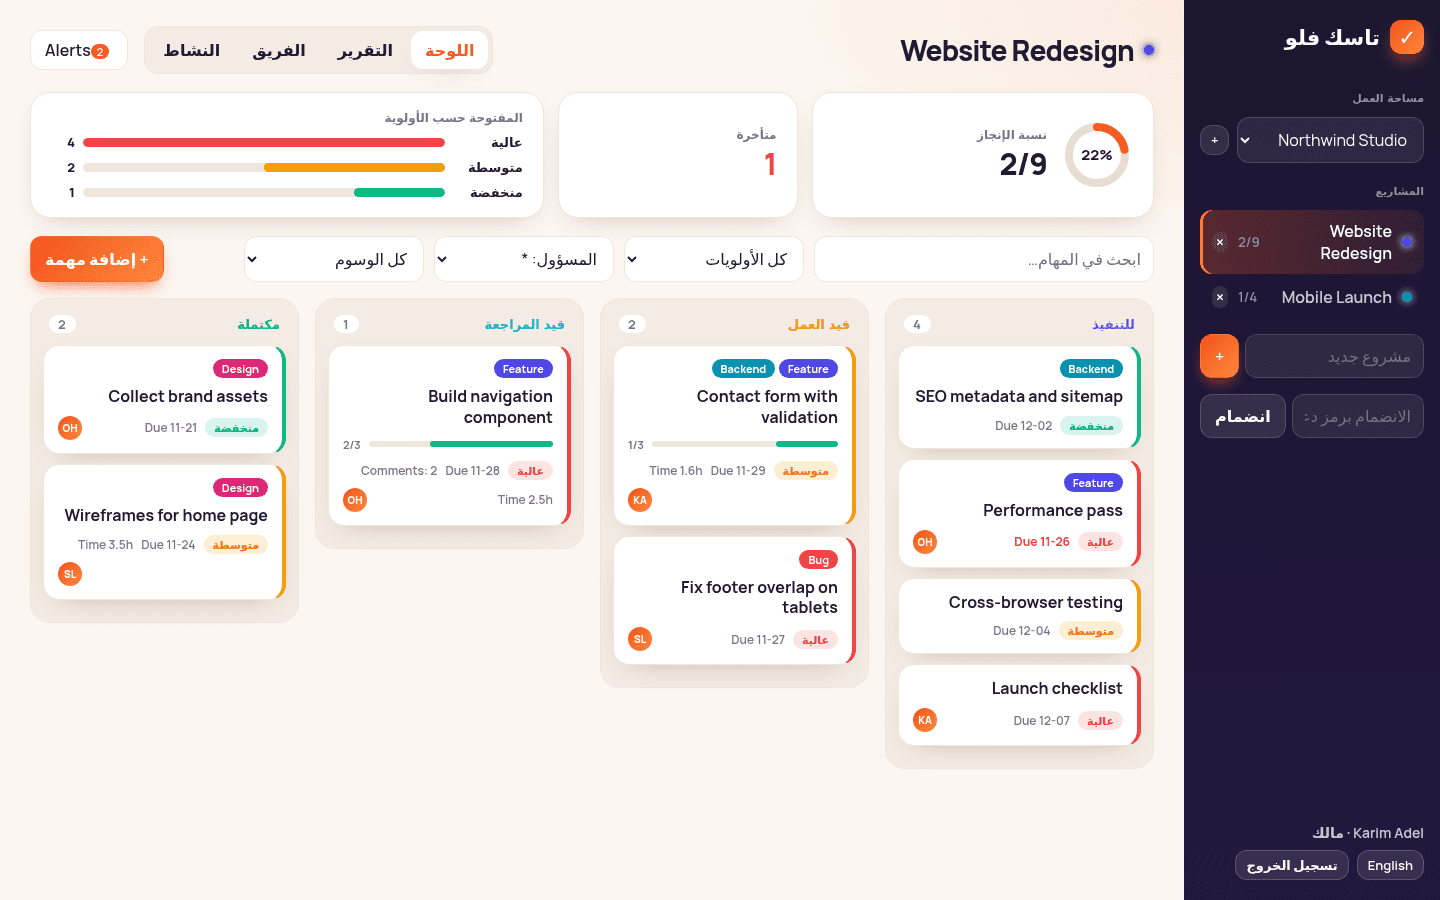 ✓ تاسك فلو
مساحة العمل
Northwind Studio
+
المشاريع
Website Redesign
2/9
×
Mobile Launch
1/4
×
مشروع جديد
+
الانضمام برمز
انضمام
Karim Adel · مالك
English
تسجيل الخروج
Website Redesign
اللوحة
التقرير
الفريق
النشاط
Alerts 2
22%
نسبة الإنجاز
2/9
متأخرة
1
المفتوحة حسب الأولوية
عالية 4
متوسطة 2
منخفضة 1
ابحث في المهام...
كل الأولويات
المسؤول: *
كل الوسوم
+ إضافة مهمة
للتنفيذ 4
Backend
SEO metadata and sitemap
منخفضة Due 12-02
Feature
Performance pass
عالية Due 11-26 OH
Cross-browser testing
متوسطة Due 12-04
Launch checklist
عالية Due 12-07 KA
قيد العمل 2
Feature Backend
Contact form with
validation
1/3
متوسطة Due 11-29 Time 1.6h
KA
Bug
Fix footer overlap on
tablets
عالية Due 11-27 SL
قيد المراجعة 1
Feature
Build navigation
component
2/3
عالية Due 11-28 Comments: 2
Time 2.5h OH
مكتملة 2
Design
Collect brand assets
منخفضة Due 11-21 OH
Design
Wireframes for home page
متوسطة Due 11-24 Time 3.5h
SL